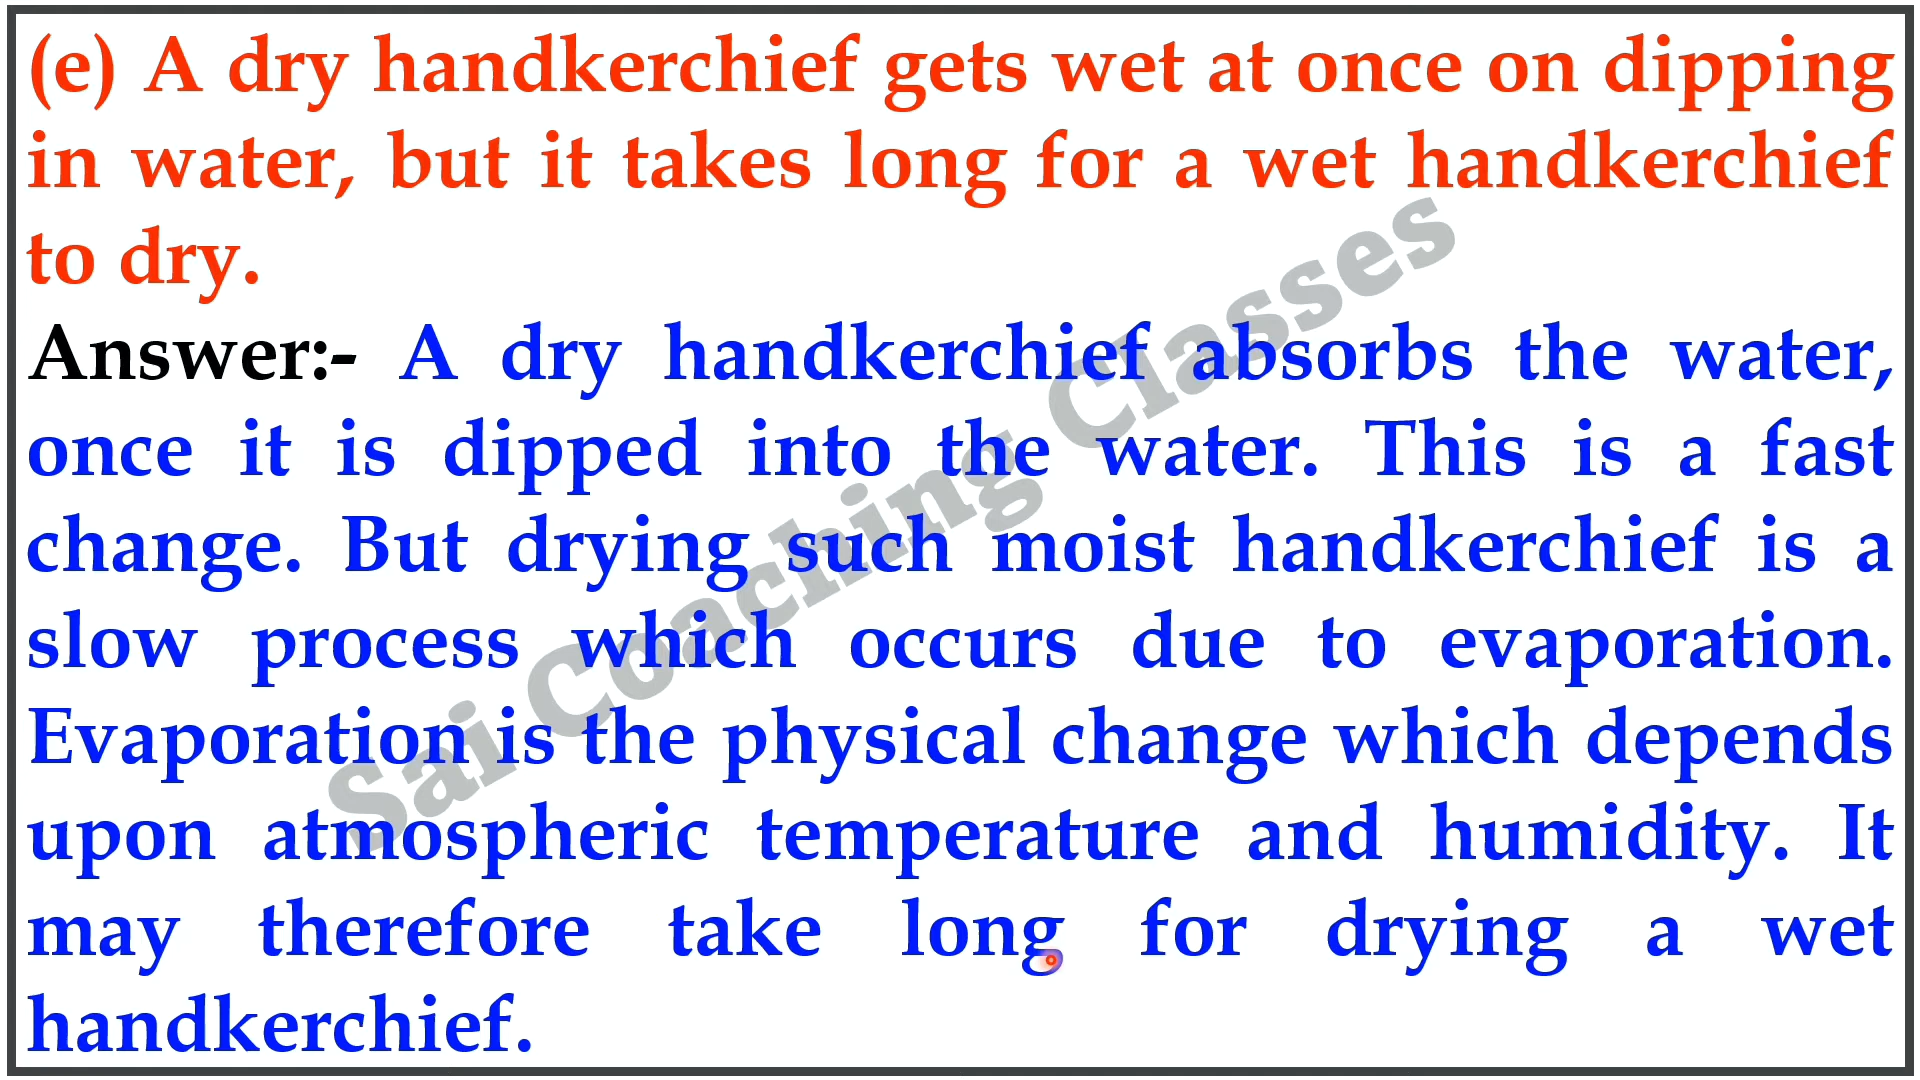 (e) A dry handkerchief gets wet at once on dipping
in water, but it takes long for a wet handkerchief
to dry.
Answer:- A dry handkerchief absorbs the water,
once it is dipped into the water. This is a fast
change. But drying such moist handkerchief is a
slow process which occurs due to evaporation.
Evaporation is the physical change which depends
upon atmospheric temperature and humidity. It
may therefore take long for drying a wet
handkerchief.
Sai Coaching Classes